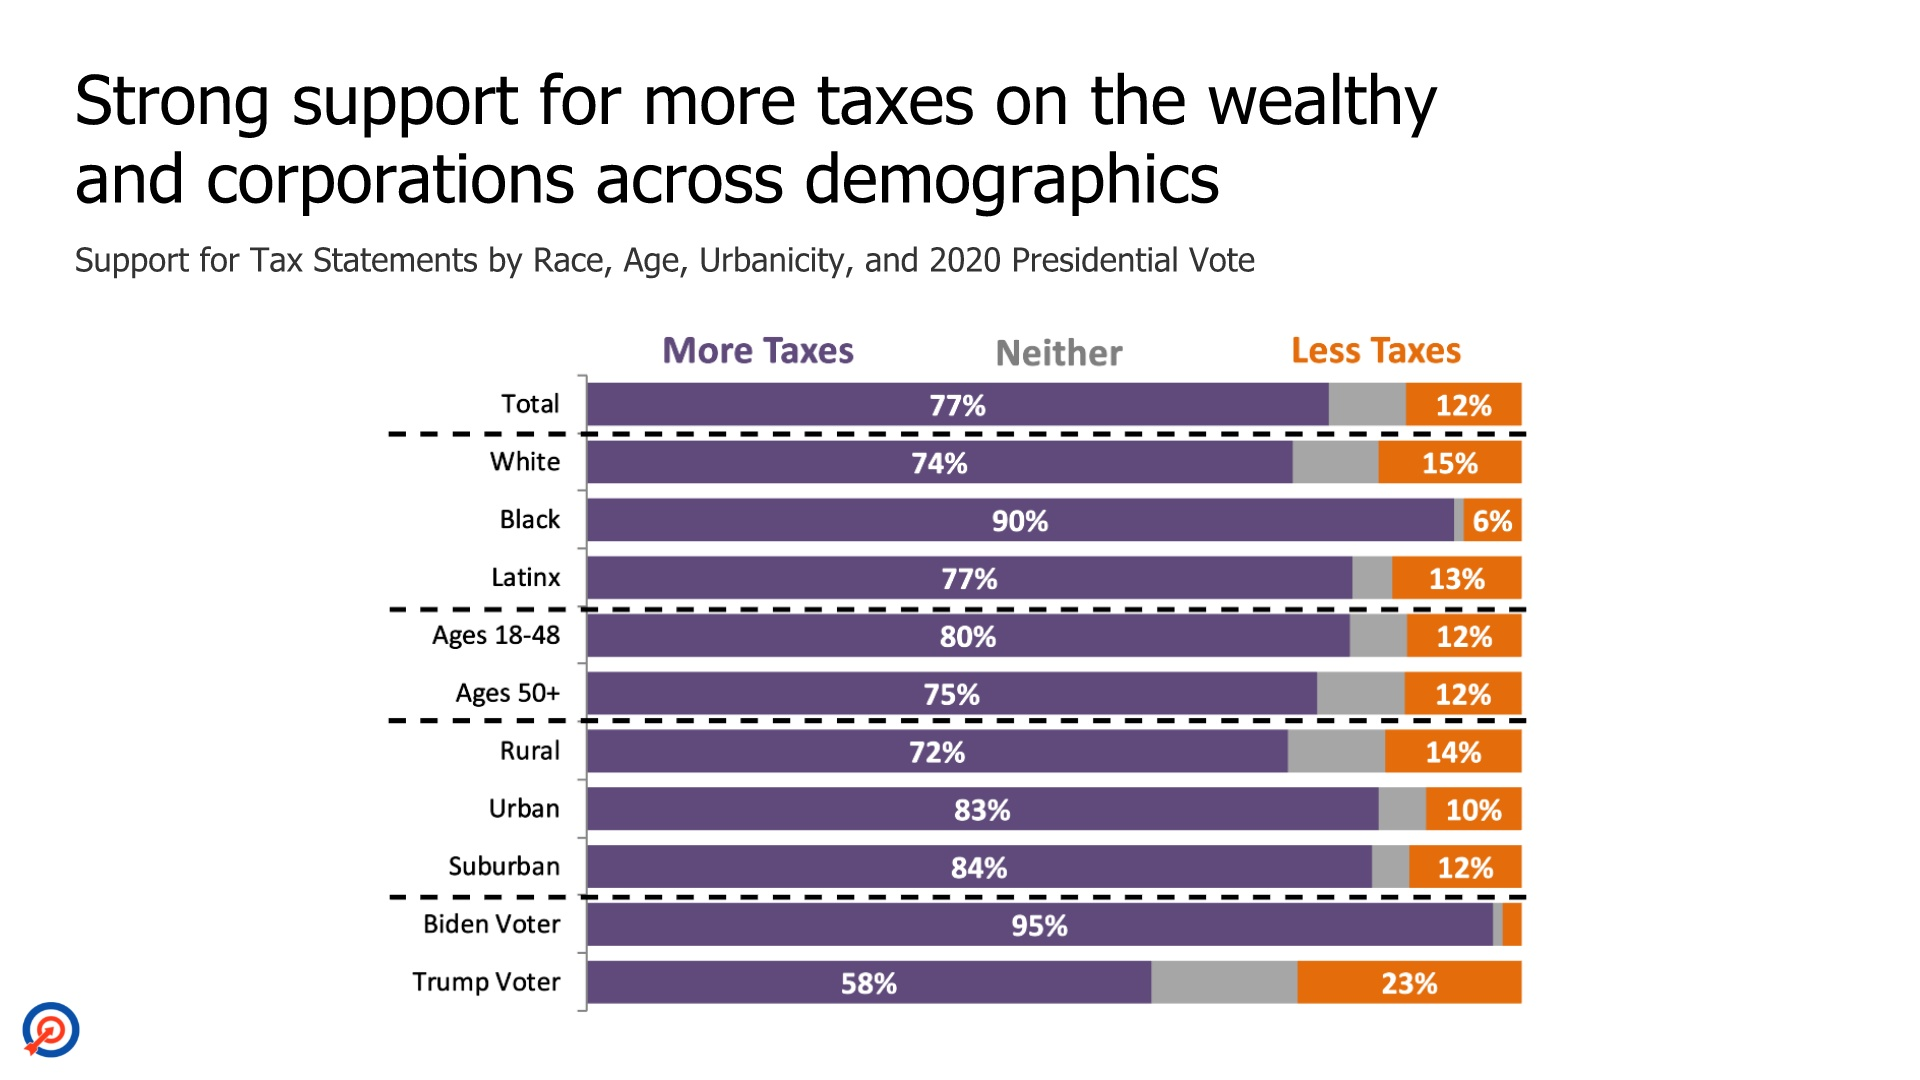 Strong support for more taxes on the wealthy
and corporations across demographics
Support for Tax Statements by Race, Age, Urbanicity, and 2020 Presidential Vote
More Taxes Neither Less Taxes
Total 77% 12%
White 74% 15%
Black 90% 6%
Latinx 77% 13%
Ages 18-48 80% 12%
Ages 50+ 75% 12%
Rural 72% 14%
Urban 83% 10%
Suburban 84% 12%
Biden Voter 95%
Trump Voter 58% 23%